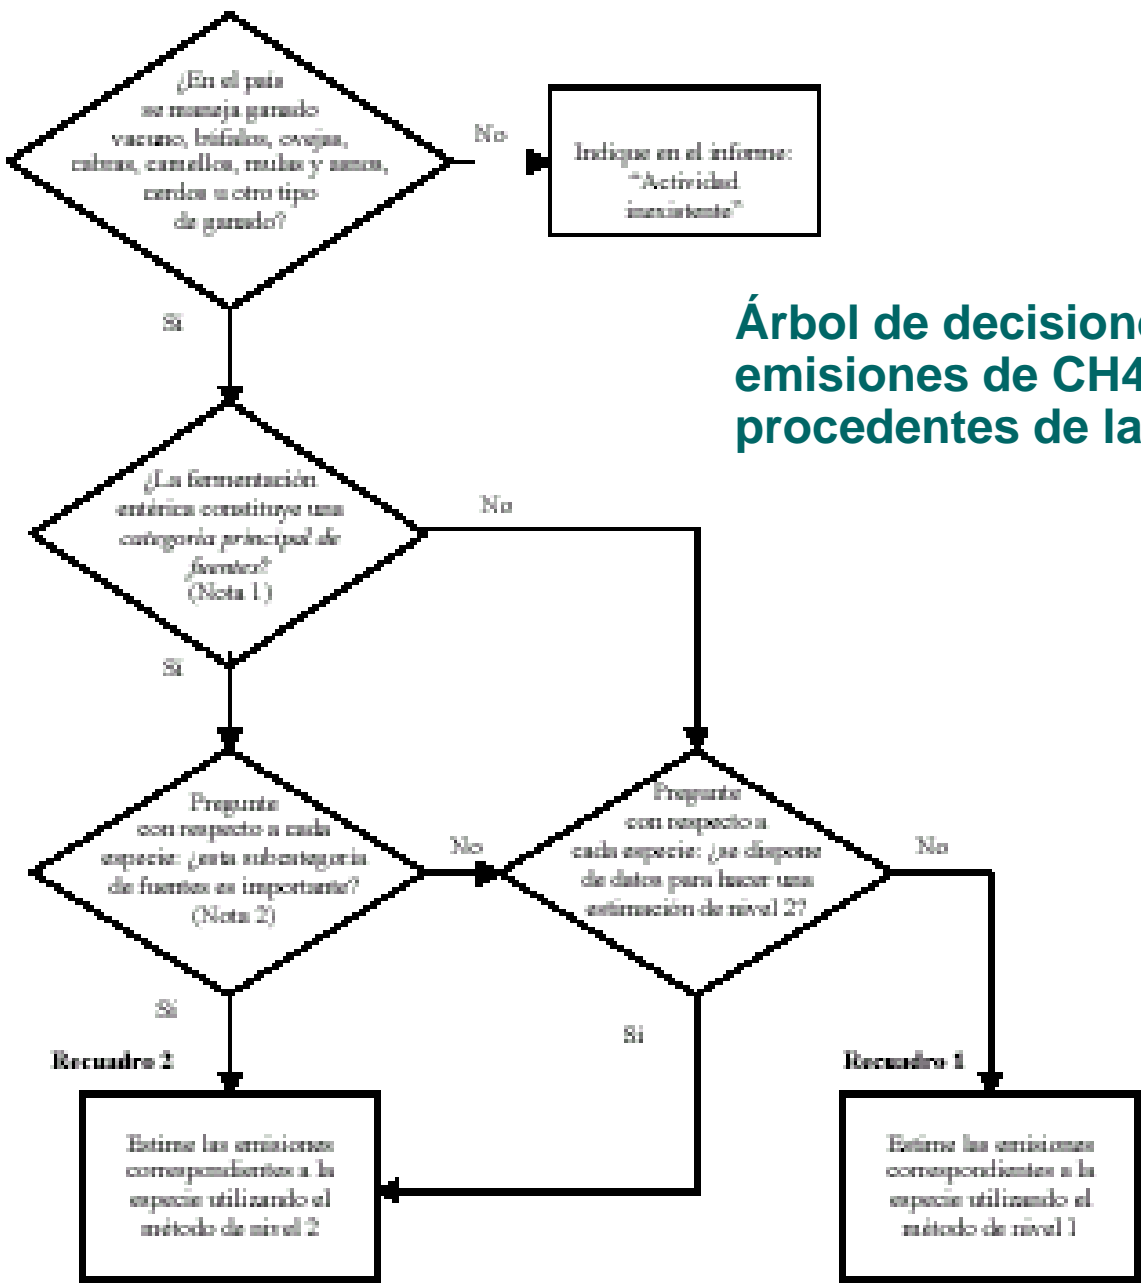 ¿En el país
se maneja ganado
vacuno, búfalos, ovejas,
cabras, camellos, mulas y asnos,
cerdos u otro tipo
de ganado?
No
Indique en el informe:
“Actividad
inexistente”
Sí
Árbol de decisione
emisiones de CH4
procedentes de la
¿La fermentación
entérica constituye una
categoría principal de
fuentes?
(Nota 1)
No
Sí
Pregunte
con respecto a cada
especie: ¿esta subcategoría
de fuentes es importante?
(Nota 2)
No
Pregunte
con respecto a
cada especie: ¿se dispone
de datos para hacer una
estimación de nivel 2?
No
Sí
Sí
Recuadro 2
Recuadro 1
Estime las emisiones
correspondientes a la
especie utilizando el
método de nivel 2
Estime las emisiones
correspondientes a la
especie utilizando el
método de nivel 1